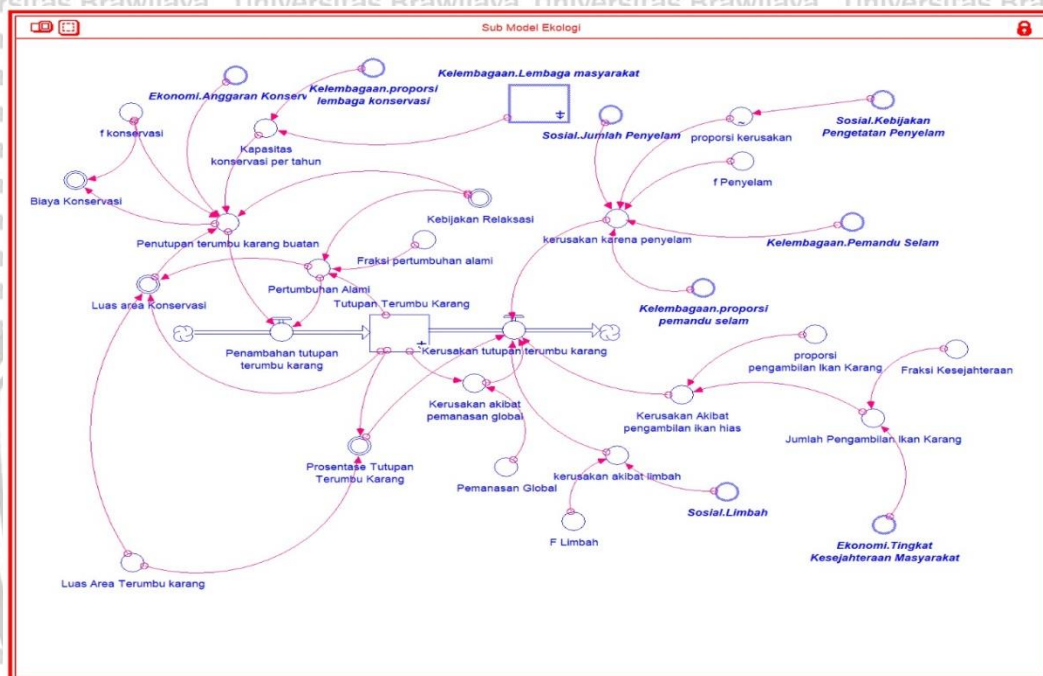 Universitas Brawijaya
Universitas Brawijaya
Sub Model Ekologi
Kelembagaan.Lembaga masyarakat
Ekonomi.Anggaran Konserv
Kelembagaan.proporsi
lembaga konservasi
f konservasi
Kapasitas
konservasi per tahun
Sosial.Jumlah Penyelam
proporsi kerusakan
Sosial.Kebijakan
Pengetatan Penyelam
f Penyelam
Biaya Konservasi
Kebijakan Relaksasi
Penutupan terumbu karang buatan
kerusakan karena penyelam
Kelembagaan.Pemandu Selam
Fraksi pertumbuhan alami
Pertumbuhan Alami
Luas area Konservasi
Tutupan Terumbu Karang
Kelembagaan.proporsi
pemandu selam
Penambahan tutupan
terumbu karang
Kerusakan tutupan terumbu karang
proporsi
pengambilan Ikan Karang
Fraksi Kesejahteraan
Kerusakan akibat
pemanasan global
Kerusakan Akibat
pengambilan ikan hias
Jumlah Pengambilan Ikan Karang
Prosentase Tutupan
Terumbu Karang
Pemanasan Global
kerusakan akibat limbah
Sosial.Limbah
F Limbah
Ekonomi.Tingkat
Kesejahteraan Masyarakat
Luas Area Terumbu karang